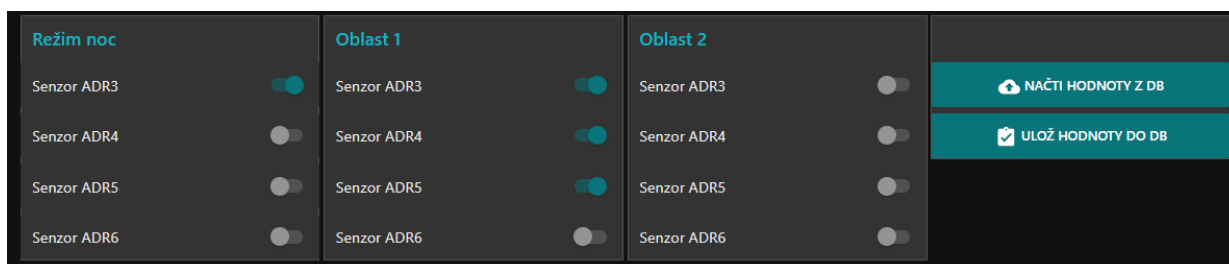 Režim noc
Senzor ADR3
Senzor ADR4
Senzor ADR5
Senzor ADR6
Oblast 1
Senzor ADR3
Senzor ADR4
Senzor ADR5
Senzor ADR6
Oblast 2
Senzor ADR3
Senzor ADR4
Senzor ADR5
Senzor ADR6
NAČTI HODNOTY Z DB
ULOŽ HODNOTY DO DB